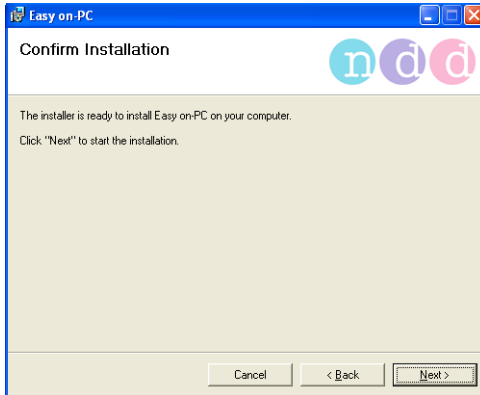 Easy on-PC
Confirm Installation
ndd
The installer is ready to install Easy on-PC on your computer.
Click "Next" to start the installation.
Cancel
< Back
Next >